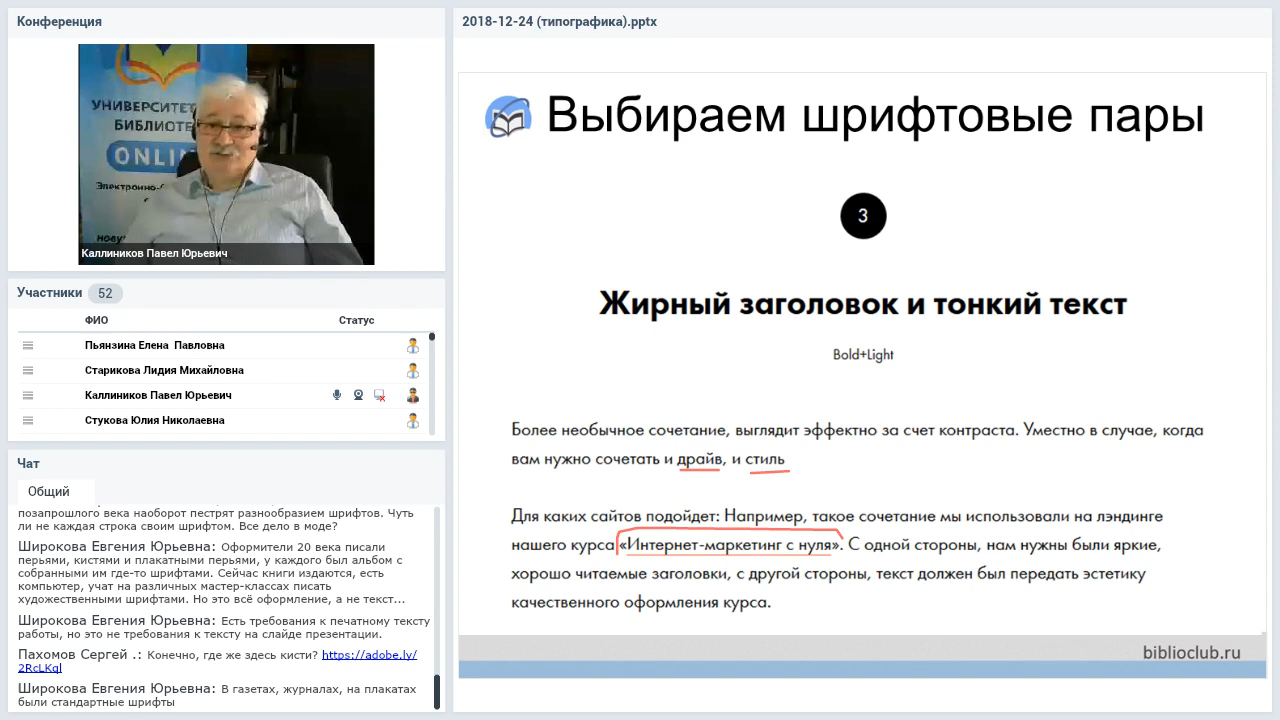 Конференция
УНИВЕРСИТЕТ
БИБЛИОТЕ
ONLIN
Электронно-
нову
Каллиников Павел Юрьевич
Участники 52
ФИО Статус
Пьянзина Елена Павловна
Старикова Лидия Михайловна
Каллиников Павел Юрьевич
Стукова Юлия Николаевна
Чат
Общий
позапрошлого века наоборот пестрят разнообразием шрифтов. Чуть
ли не каждая строка своим шрифтом. Все дело в моде?
Широкова Евгения Юрьевна: Оформители 20 века писали
перьями, кистями и плакатными перьями, у каждого был альбом с
собранными им где-то шрифтами. Сейчас книги издаются, есть
компьютер, учат на различных мастер-классах писать
художественными шрифтами. Но это всё оформление, а не текст...
Широкова Евгения Юрьевна: Есть требования к печатному тексту
работы, но это не требования к тексту на слайде презентации.
Пахомов Сергей .: Конечно, где же здесь кисти? https://adobe.ly/
2RcLKql
Широкова Евгения Юрьевна: В газетах, журналах, на плакатах
были стандартные шрифты
2018-12-24 (типографика).pptx
Выбираем шрифтовые пары
3
Жирный заголовок и тонкий текст
Bold+Light
Более необычное сочетание, выглядит эффектно за счет контраста. Уместно в случае, когда
вам нужно сочетать и драйв, и стиль
Для каких сайтов подойдет: Например, такое сочетание мы использовали на лэндинге
нашего курса «Интернет-маркетинг с нуля». С одной стороны, нам нужны были яркие,
хорошо читаемые заголовки, с другой стороны, текст должен был передать эстетику
качественного оформления курса.
biblioclub.ru